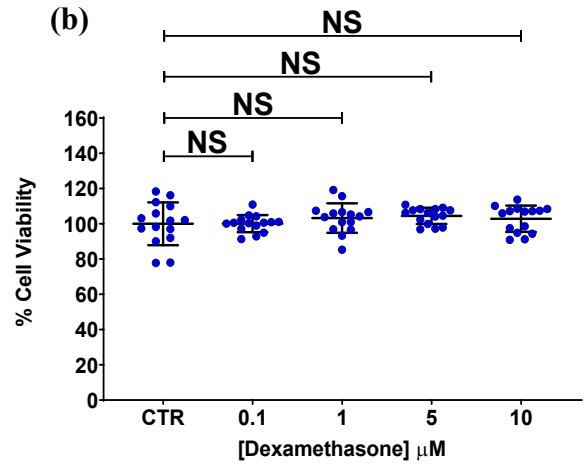 (b)
NS
NS
NS
NS
160
140
120
100
80
60
40
20
0
% Cell Viability
CTR 0.1 1 5 10
[Dexamethasone] μM